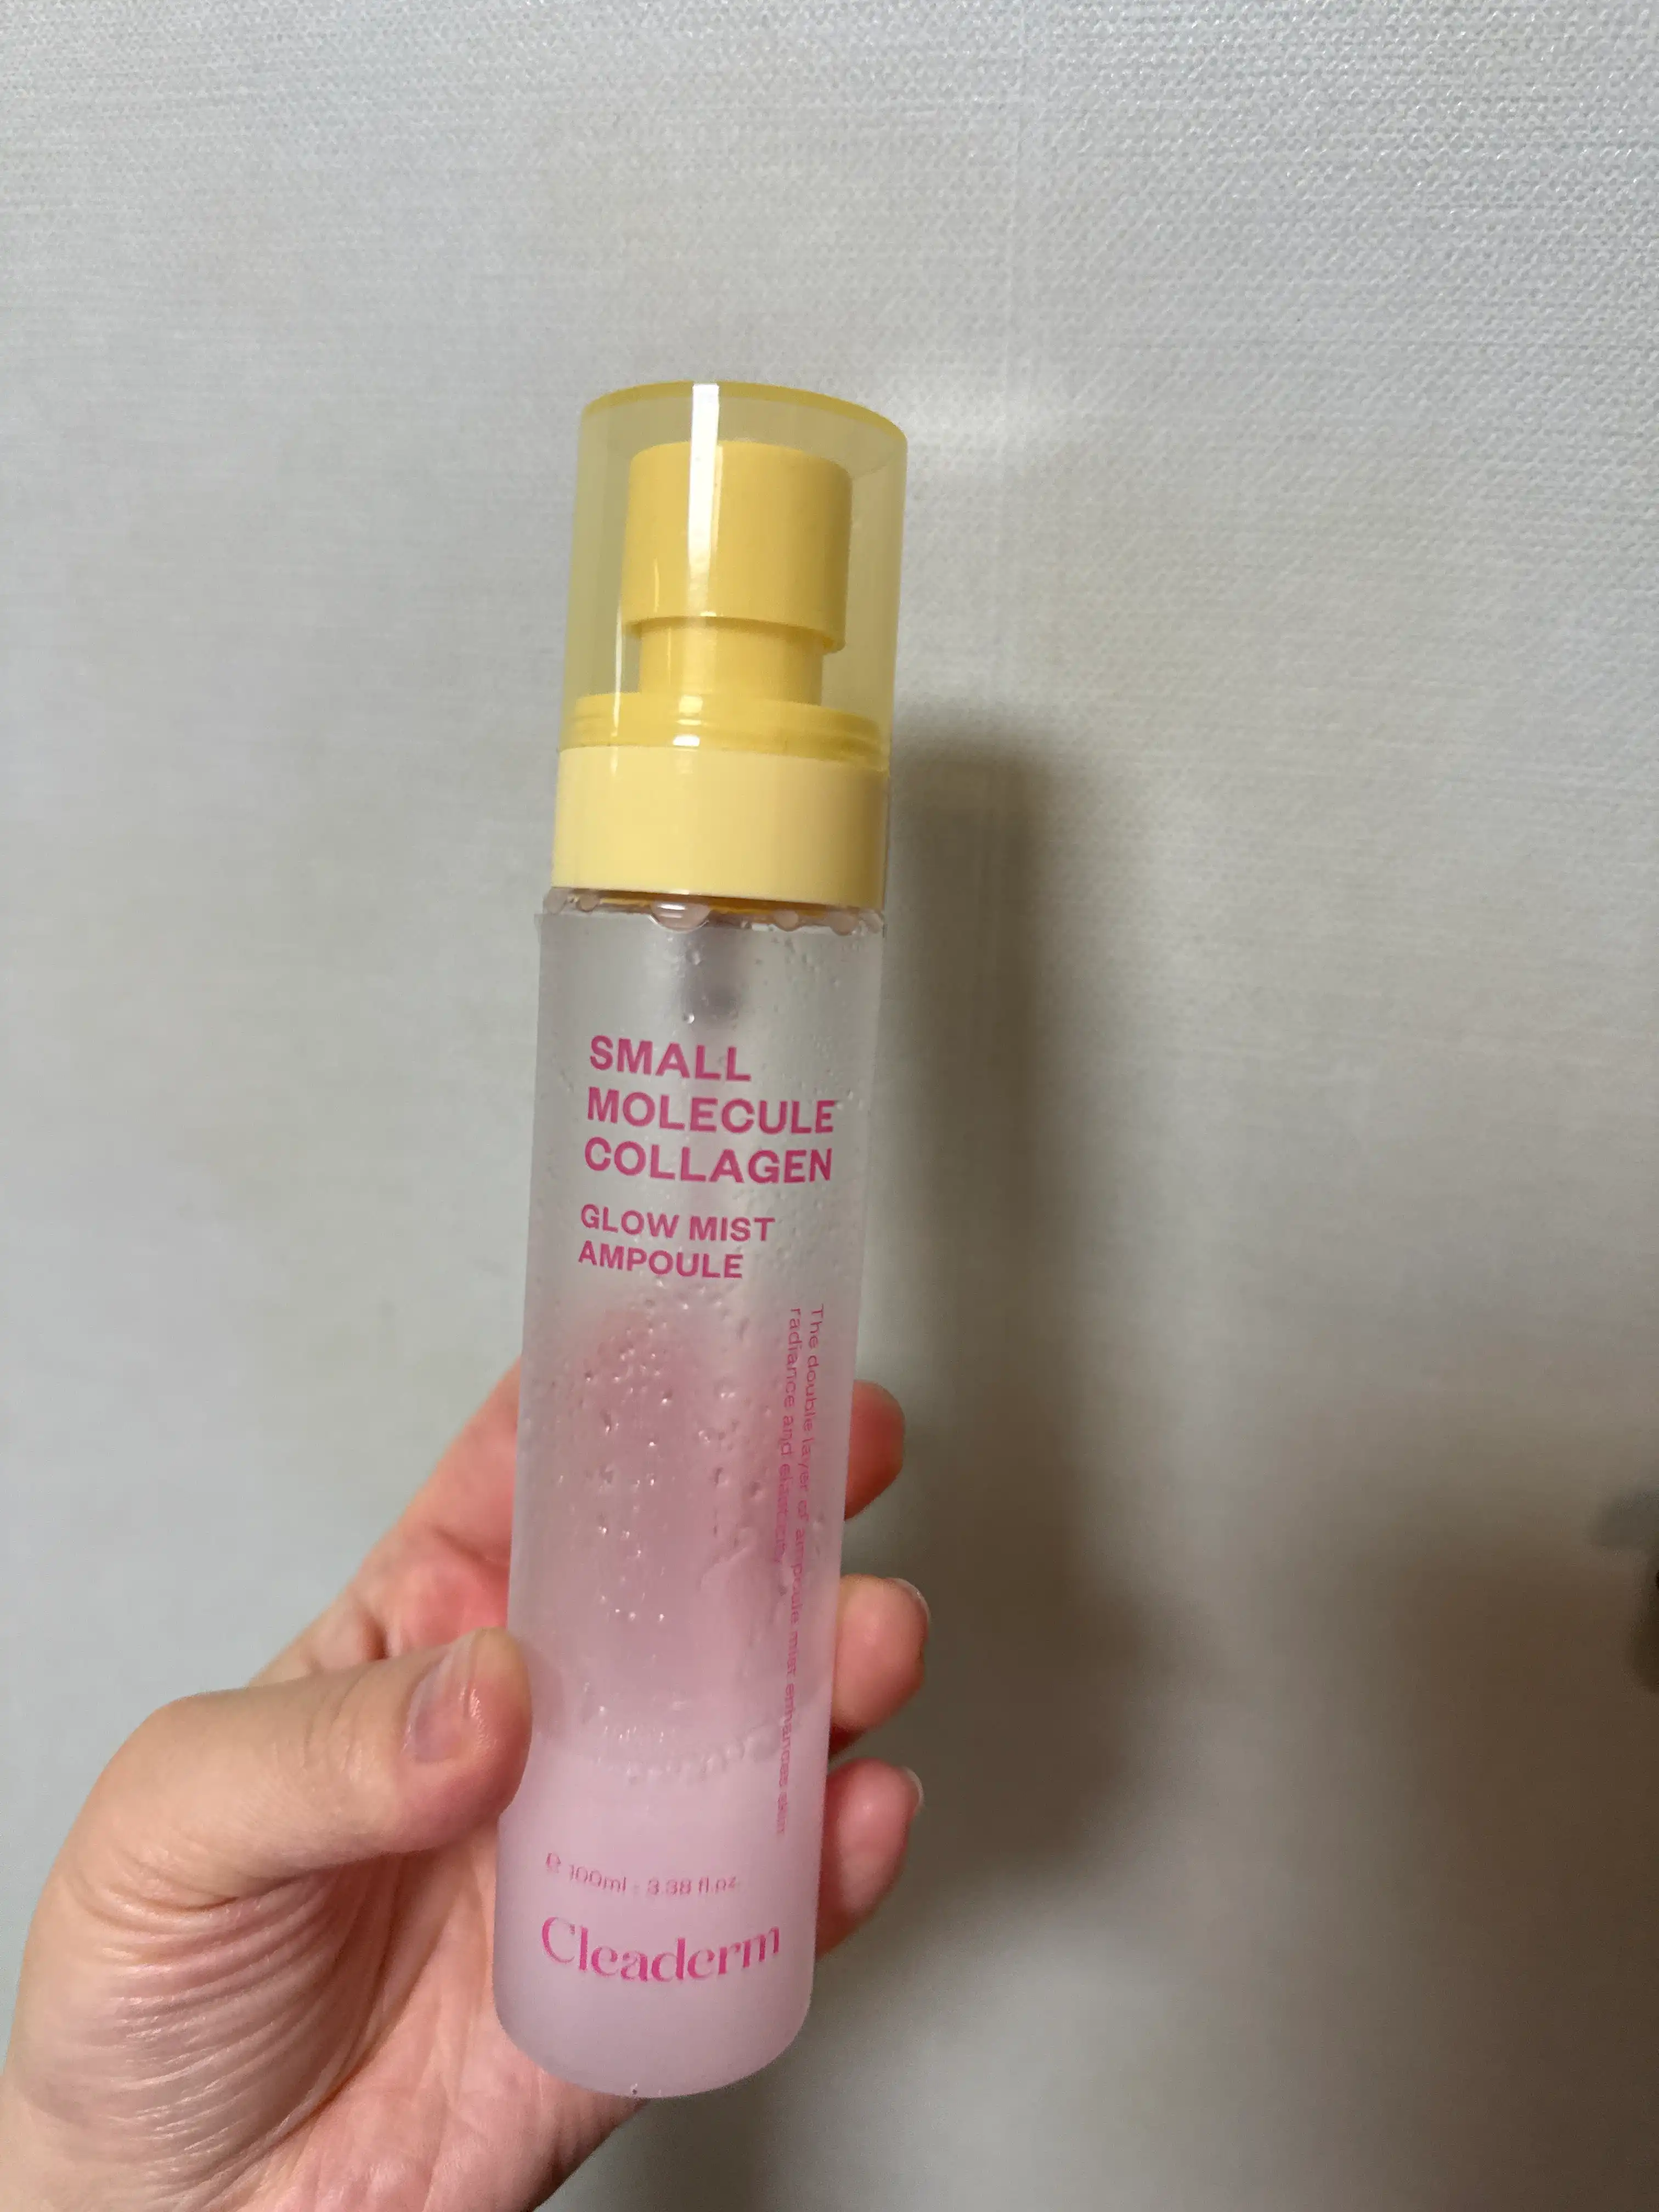 SMALL
MOLECULE
COLLAGEN
GLOW MIST
AMPOULE
The double layer of ampoule mist enhances skin
radiance and elasticity.
℮ 100ml - 3.38 fl.oz
Cleaderm